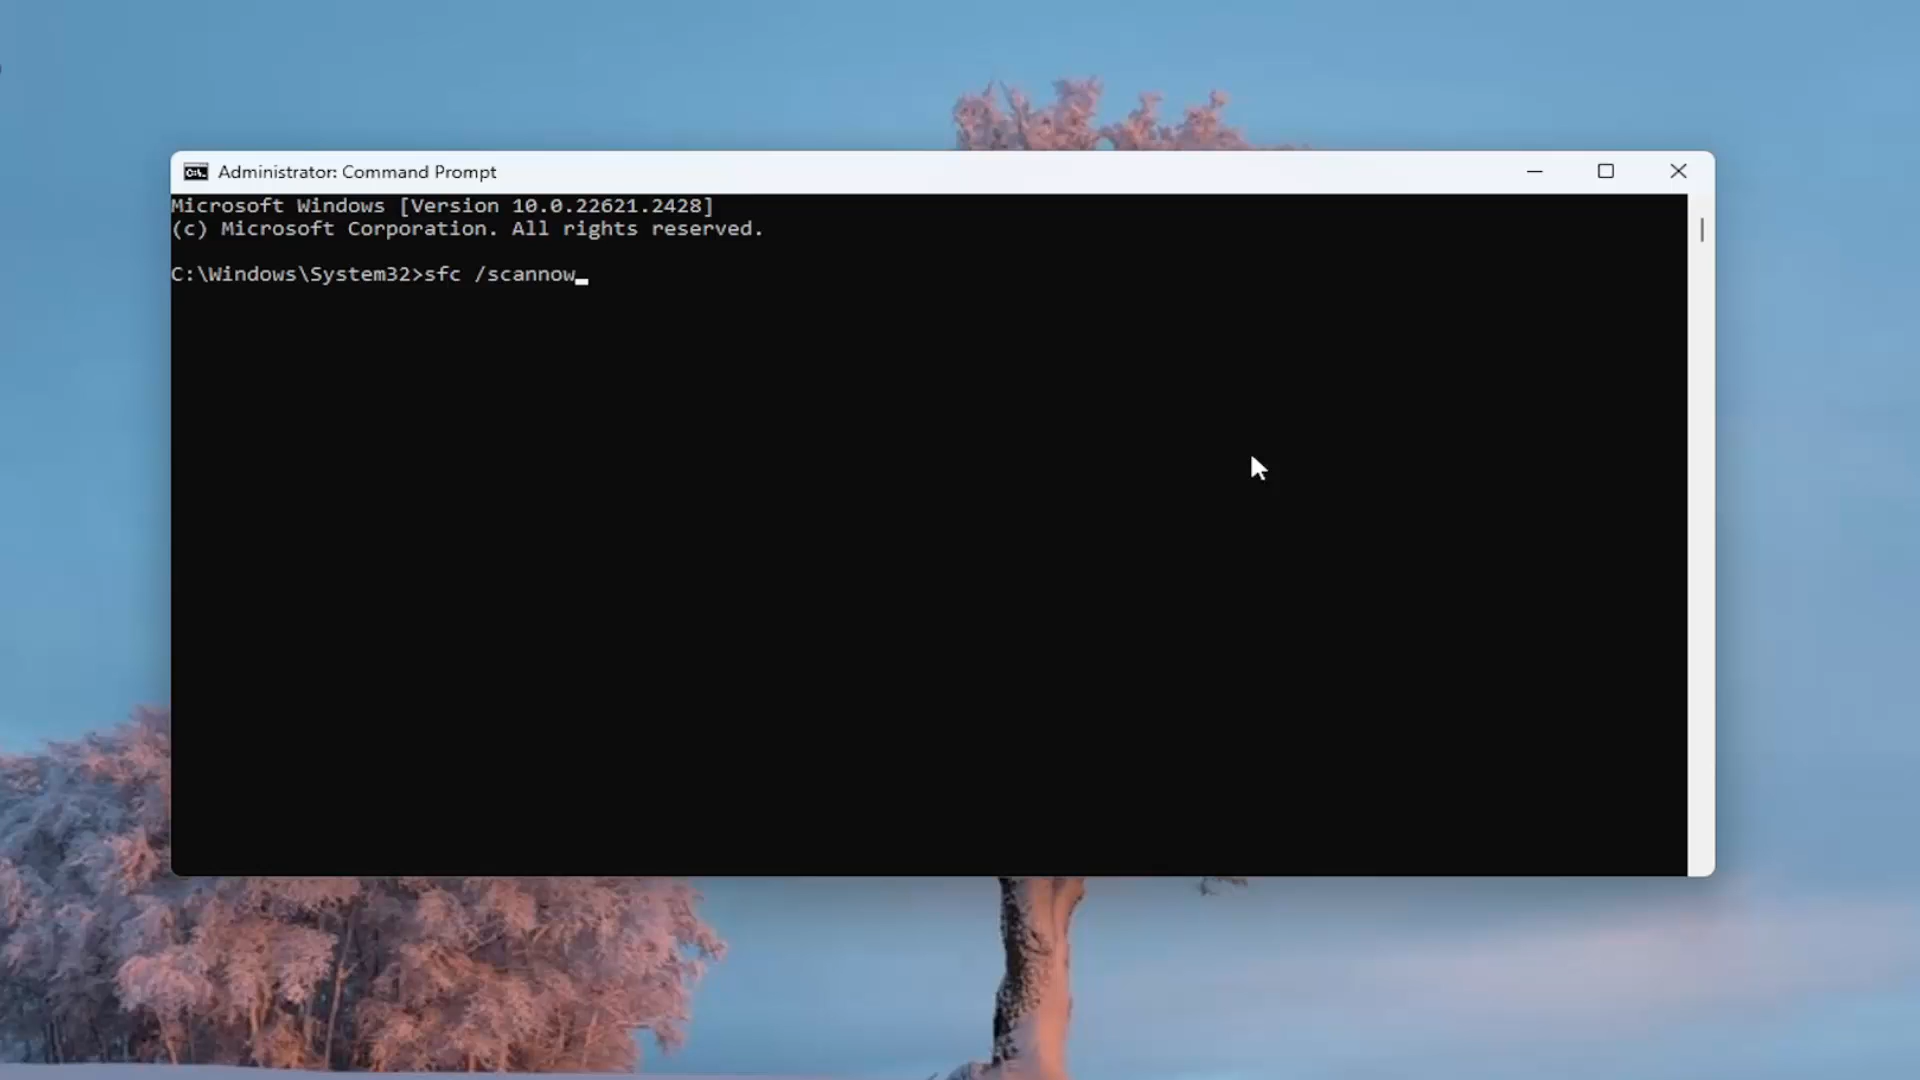 Administrator: Command Prompt
Microsoft Windows [Version 10.0.22621.2428]
(c) Microsoft Corporation. All rights reserved.
C:\Windows\System32>sfc /scannow